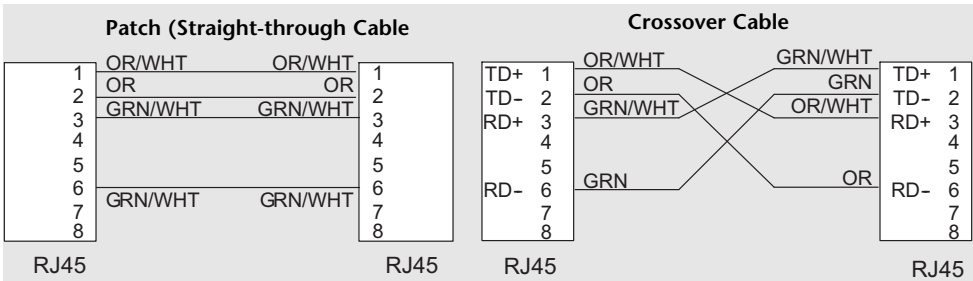 Patch (Straight-through Cable
OR/WHT OR/WHT
1 1
OR OR
2 2
GRN/WHT GRN/WHT
3 3
4 4
5 5
6 6
GRN/WHT GRN/WHT
7 7
8 8
RJ45 RJ45
Crossover Cable
OR/WHT GRN/WHT
TD+ 1 TD+ 1
OR GRN
TD- 2 TD- 2
GRN/WHT OR/WHT
RD+ 3 RD+ 3
4 4
5 5
GRN OR
RD- 6 RD- 6
7 7
8 8
RJ45 RJ45